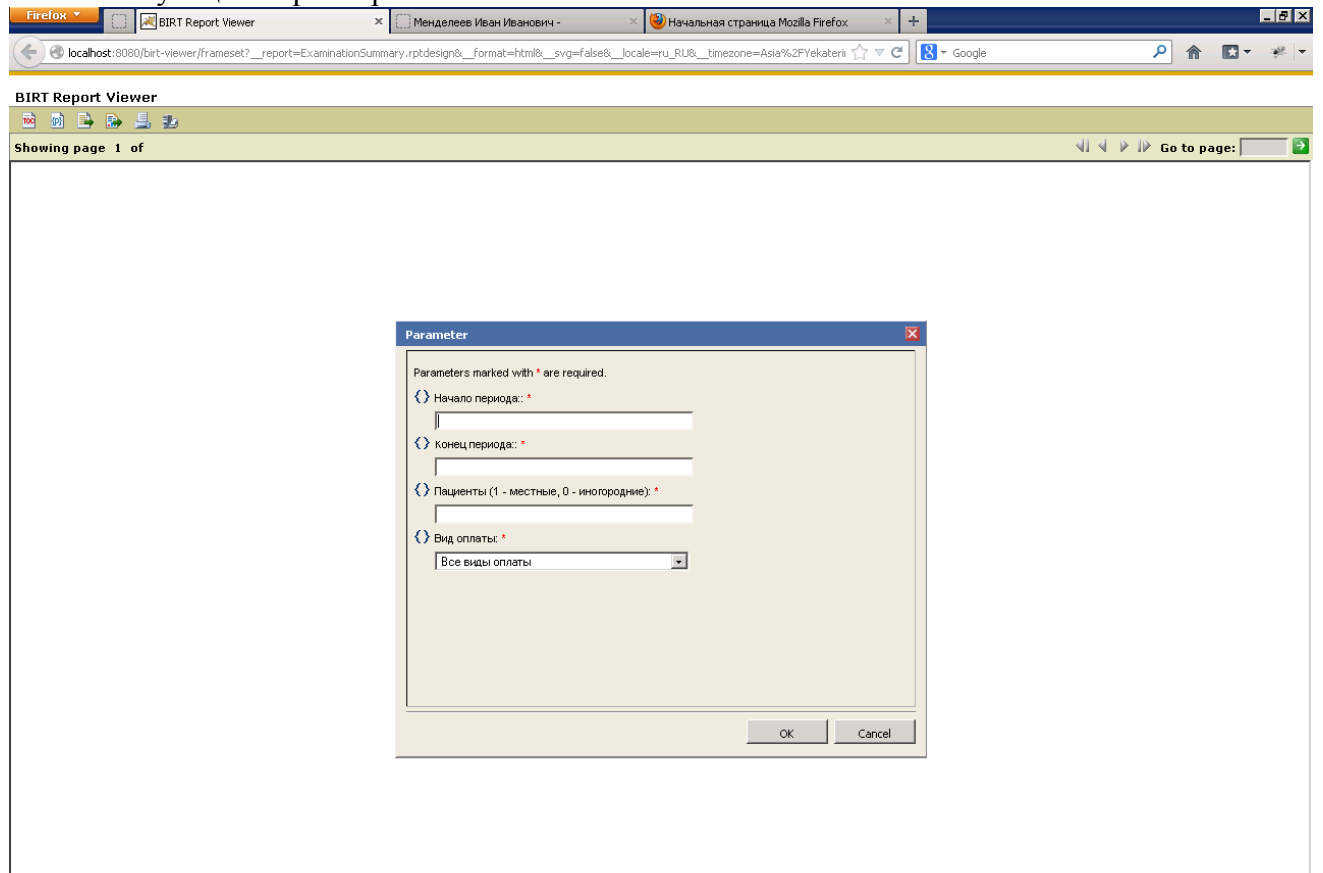 Firefox
BIRT Report Viewer
Менделеев Иван Иванович -
Начальная страница Mozilla Firefox
localhost:8080/birt-viewer/frameset?__report=ExaminationSummary.rptdesign&__format=html&__svg=false&__locale=ru_RU&__timezone=Asia%2FYekaterin
Google
BIRT Report Viewer
TOC
Showing page 1 of
Go to page:
Parameter
Parameters marked with * are required.
Начало периода:: *
Конец периода:: *
Пациенты (1 - местные, 0 - иногородние): *
Вид оплаты: *
Все виды оплаты
OK
Cancel